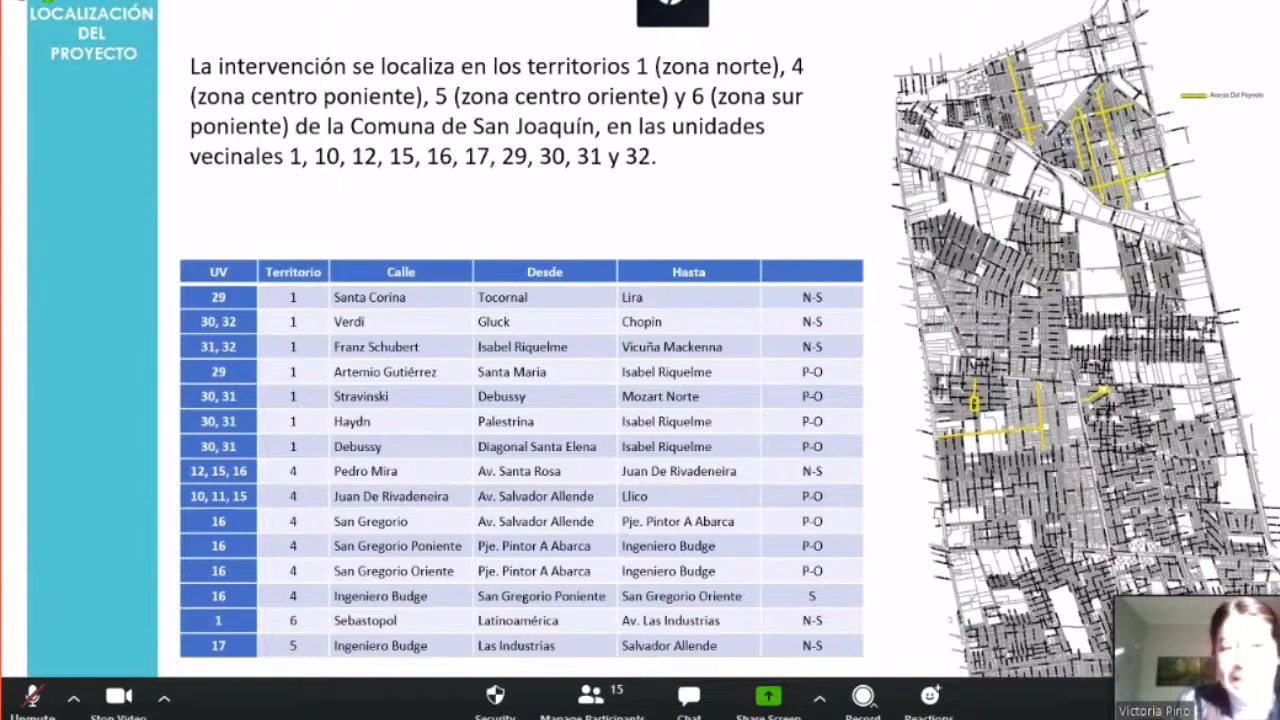 LOCALIZACIÓN
DEL
PROYECTO
La intervención se localiza en los territorios 1 (zona norte), 4
(zona centro poniente), 5 (zona centro oriente) y 6 (zona sur
poniente) de la Comuna de San Joaquín, en las unidades
vecinales 1, 10, 12, 15, 16, 17, 29, 30, 31 y 32.
Aceras Del Proyecto
UV Territorio Calle Desde Hasta
29 1 Santa Corina Tocornal Lira N-S
30, 32 1 Verdi Gluck Chopin N-S
31, 32 1 Franz Schubert Isabel Riquelme Vicuña Mackenna N-S
29 1 Artemio Gutiérrez Santa Maria Isabel Riquelme P-O
30, 31 1 Stravinski Debussy Mozart Norte P-O
30, 31 1 Haydn Palestrina Isabel Riquelme P-O
30, 31 1 Debussy Diagonal Santa Elena Isabel Riquelme P-O
12, 15, 16 4 Pedro Mira Av. Santa Rosa Juan De Rivadeneira N-S
10, 11, 15 4 Juan De Rivadeneira Av. Salvador Allende Llico P-O
16 4 San Gregorio Av. Salvador Allende Pje. Pintor A Abarca P-O
16 4 San Gregorio Poniente Pje. Pintor A Abarca Ingeniero Budge P-O
16 4 San Gregorio Oriente Pje. Pintor A Abarca Ingeniero Budge P-O
16 4 Ingeniero Budge San Gregorio Poniente San Gregorio Oriente S
1 6 Sebastopol Latinoamérica Av. Las Industrias N-S
17 5 Ingeniero Budge Las Industrias Salvador Allende N-S
Victoria Pino
15
Unmute Stop Video Security Manage Participants Chat Share Screen Record Reactions